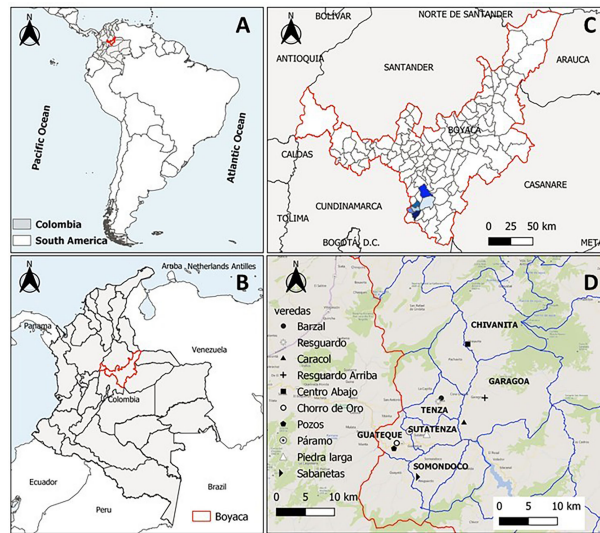 N
A
Pacific Ocean
Atlantic Ocean
Colombia
South America
N
B
Aruba
Netherlands Antilles
Panama
Venezuela
Colombia
Ecuador
Brazil
Peru
Boyaca
N
C
BOLÍVAR
NORTE DE SANTANDER
ANTIOQUIA
SANTANDER
ARAUCA
BOYACÁ
CALDAS
CASANARE
CUNDINAMARCA
TOLIMA
BOGOTÁ, D.C.
META
0 25 50 km
N
D
veredas
Barzal
Resguardo
Caracol
Resguardo Arriba
Centro Abajo
Chorro de Oro
Pozos
Páramo
Piedra larga
Sabanetas
CHIVANITA
GARAGOA
TENZA
SUTATENZA
GUATEQUE
SOMONDOCO
0 5 10 km
0 5 10 km